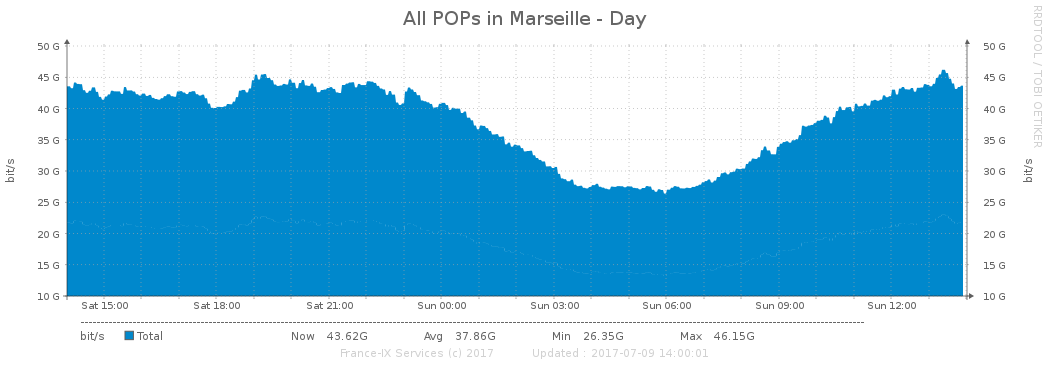 All POPs in Marseille - Day
RRDTOOL / TOBI OETIKER
bit/s
50 G 50 G
45 G 45 G
40 G 40 G
35 G 35 G
30 G 30 G
25 G 25 G
20 G 20 G
15 G 15 G
10 G 10 G
bit/s
Sat 15:00 Sat 18:00 Sat 21:00 Sun 00:00 Sun 03:00 Sun 06:00 Sun 09:00 Sun 12:00
bit/s Total Now 43.62G Avg 37.86G Min 26.35G Max 46.15G
France-IX Services (c) 2017 Updated : 2017-07-09 14:00:01